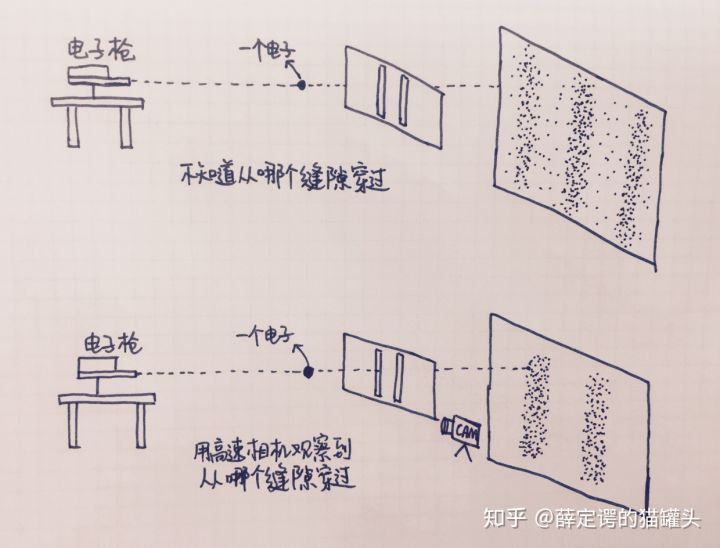 电子枪
一个电子
不知道从哪个缝隙穿过
电子枪
一个电子
CAM
用高速相机观察到
从哪个缝隙穿过
知乎 @薛定谔的猫罐头